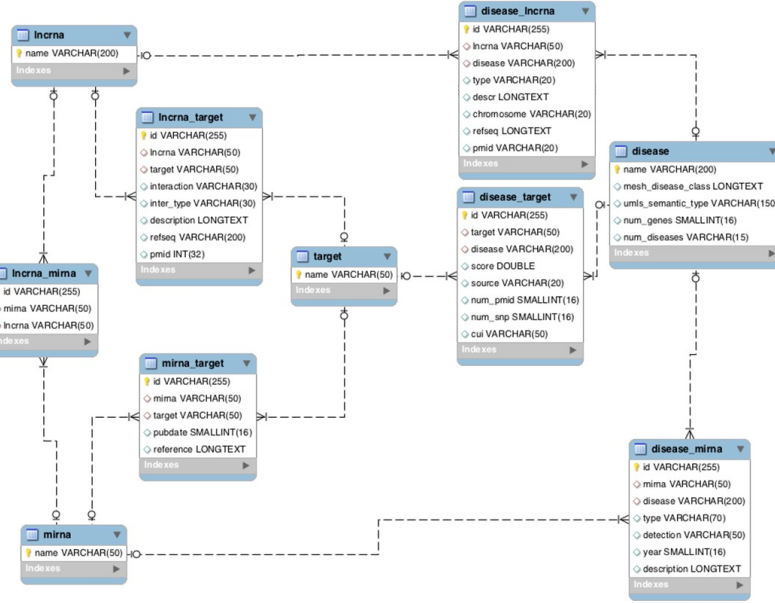 lncrna
name VARCHAR(200)
Indexes
disease_lncrna
id VARCHAR(255)
lncrna VARCHAR(50)
disease VARCHAR(200)
type VARCHAR(20)
descr LONGTEXT
chromosome VARCHAR(20)
refseq LONGTEXT
pmid VARCHAR(20)
Indexes
lncrna_target
id VARCHAR(255)
lncrna VARCHAR(50)
target VARCHAR(50)
interaction VARCHAR(30)
inter_type VARCHAR(30)
description LONGTEXT
refseq VARCHAR(200)
pmid INT(32)
Indexes
disease
name VARCHAR(200)
mesh_disease_class LONGTEXT
umls_semantic_type VARCHAR(150
num_genes SMALLINT(16)
num_diseases VARCHAR(15)
Indexes
disease_target
id VARCHAR(255)
target VARCHAR(50)
disease VARCHAR(200)
score DOUBLE
source VARCHAR(20)
num_pmid SMALLINT(16)
num_snp SMALLINT(16)
cui VARCHAR(50)
Indexes
target
name VARCHAR(50)
Indexes
lncrna_mirna
id VARCHAR(255)
mirna VARCHAR(50)
lncrna VARCHAR(50)
ndexes
mirna_target
id VARCHAR(255)
mirna VARCHAR(50)
target VARCHAR(50)
pubdate SMALLINT(16)
reference LONGTEXT
Indexes
disease_mirna
id VARCHAR(255)
mirna VARCHAR(50)
disease VARCHAR(200)
type VARCHAR(70)
detection VARCHAR(50)
year SMALLINT(16)
description LONGTEXT
Indexes
mirna
name VARCHAR(50)
Indexes